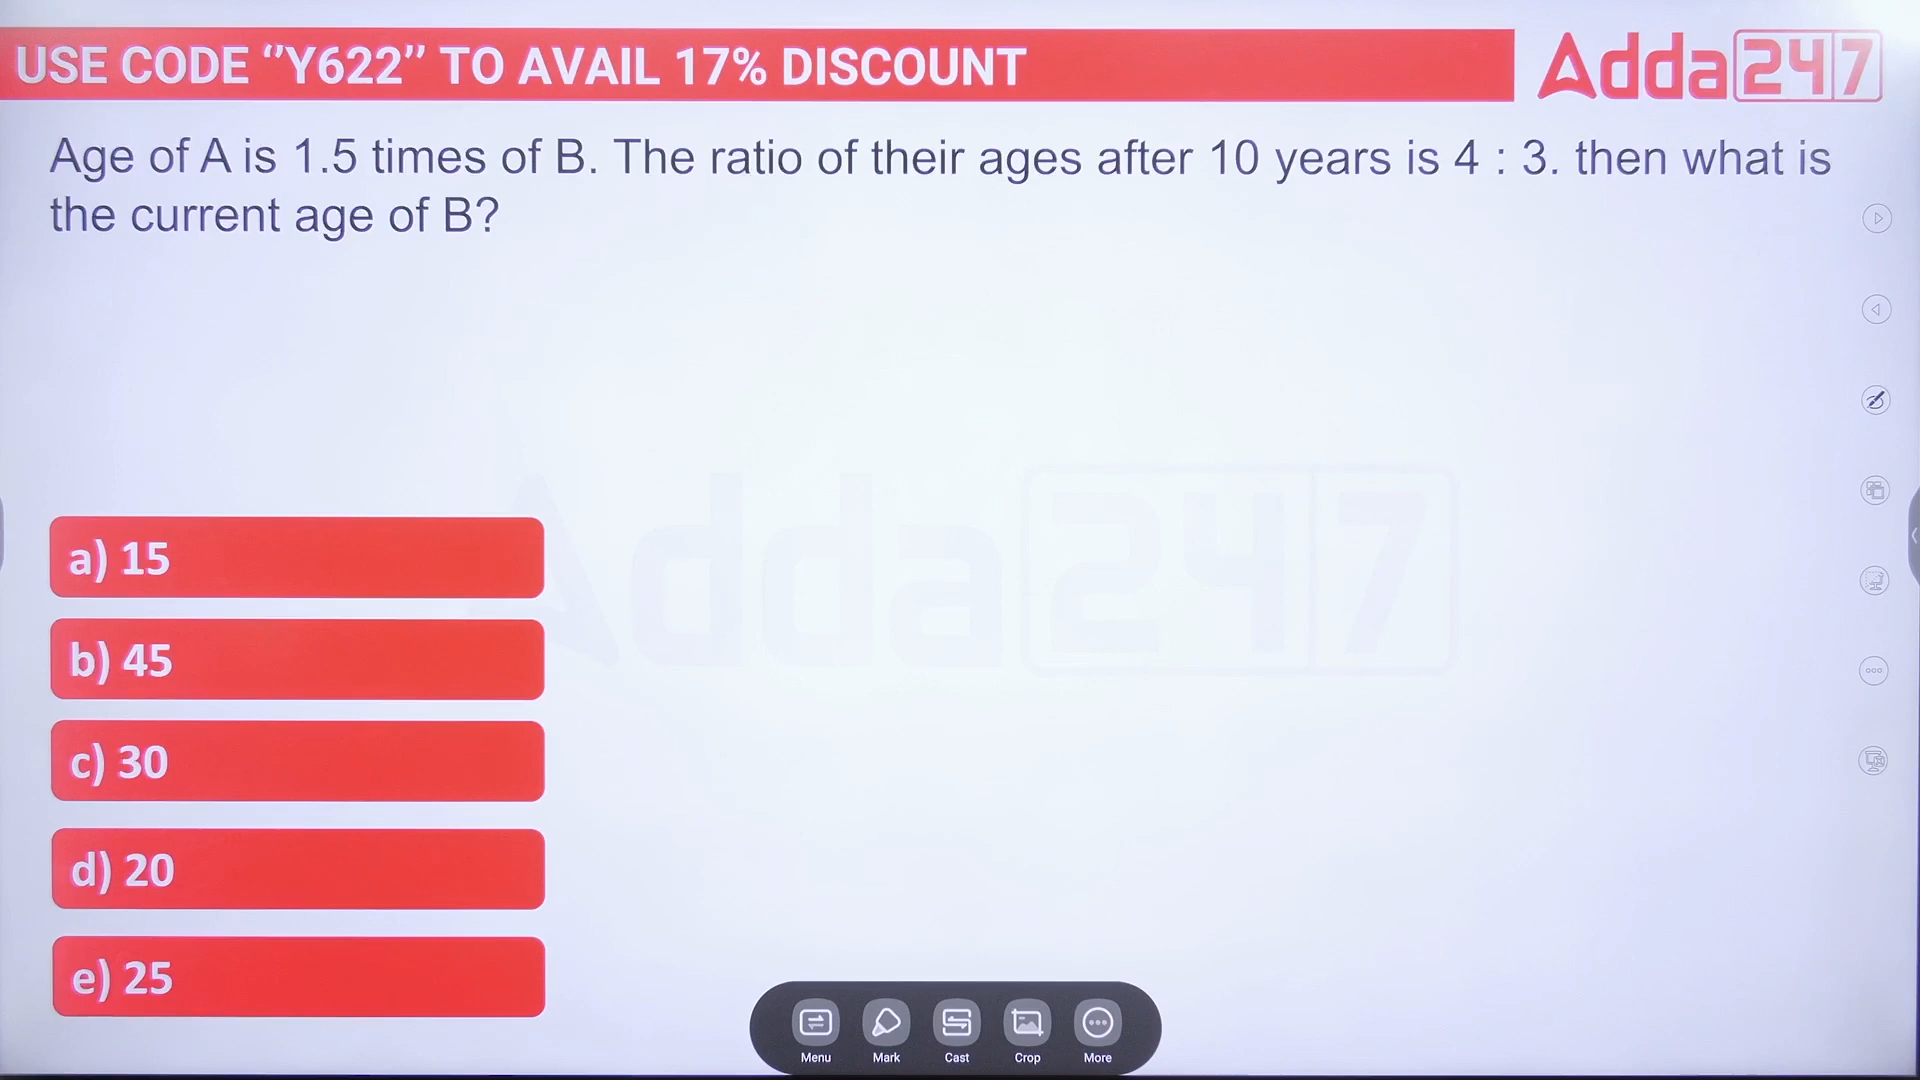 USE CODE “Y622” TO AVAIL 17% DISCOUNT
Adda247
Age of A is 1.5 times of B. The ratio of their ages after 10 years is 4 : 3. then what is
the current age of B?
Adda247
a) 15
b) 45
c) 30
d) 20
e) 25
Menu Mark Cast Crop More